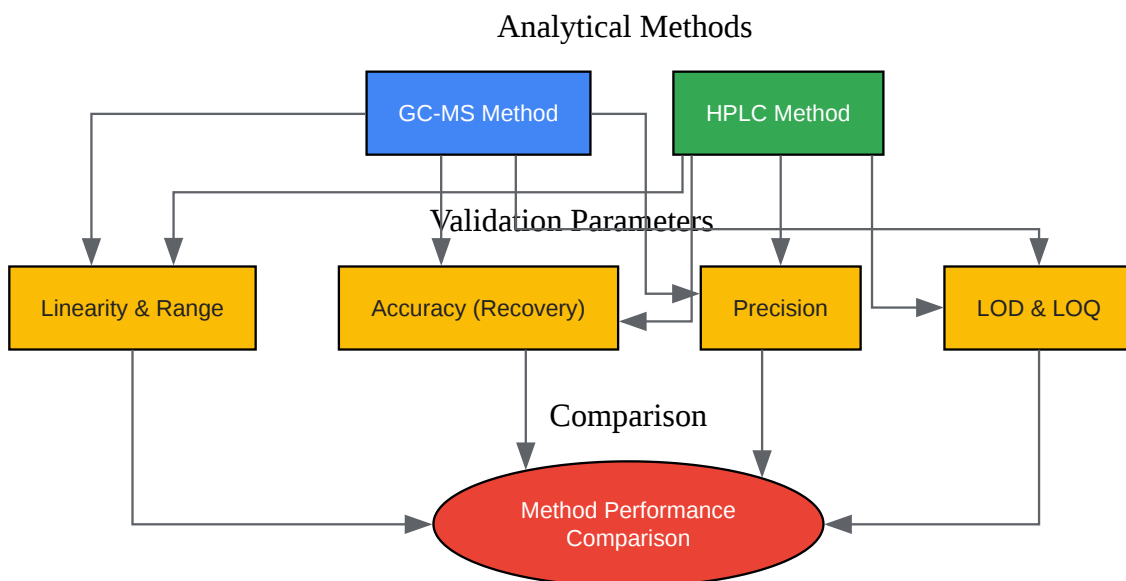 Analytical Methods
GC-MS Method
HPLC Method
Validation Parameters
Linearity & Range
Accuracy (Recovery)
Precision
LOD & LOQ
Comparison
Method Performance
Comparison